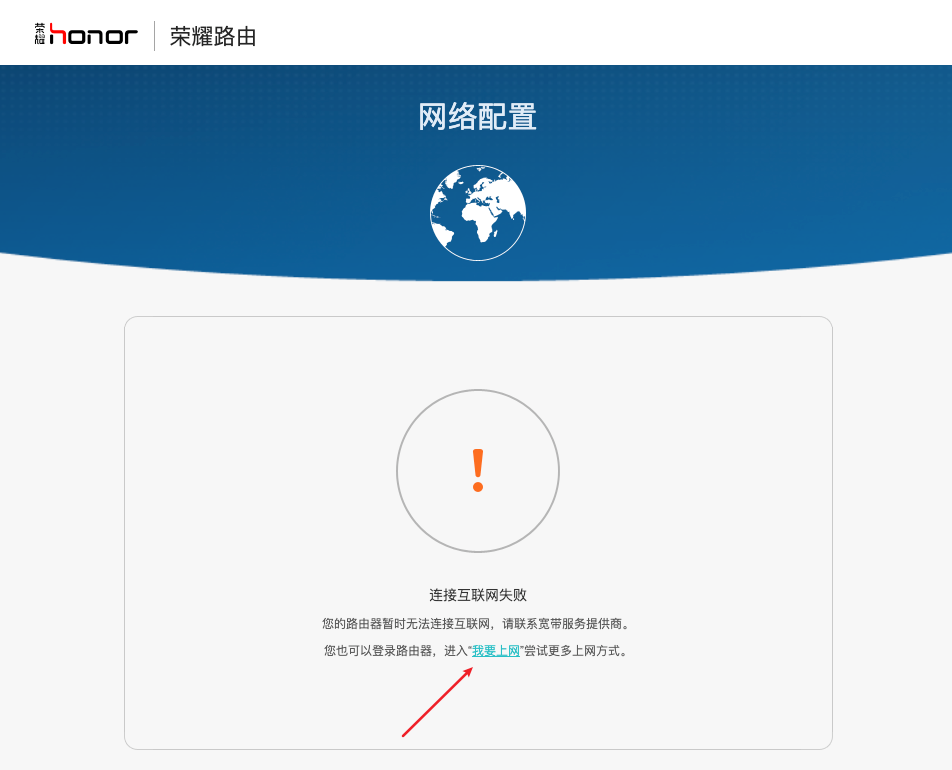 荣耀 honor 荣耀路由
网络配置
连接互联网失败
您的路由器暂时无法连接互联网，请联系宽带服务提供商。
您也可以登录路由器，进入“我要上网”尝试更多上网方式。